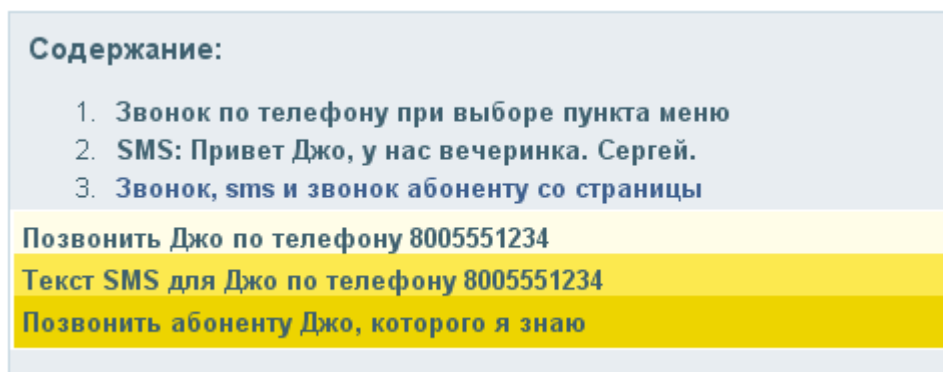 Содержание:
1. Звонок по телефону при выборе пункта меню
2. SMS: Привет Джо, у нас вечеринка. Сергей.
3. Звонок, sms и звонок абоненту со страницы
Позвонить Джо по телефону 8005551234
Текст SMS для Джо по телефону 8005551234
Позвонить абоненту Джо, которого я знаю